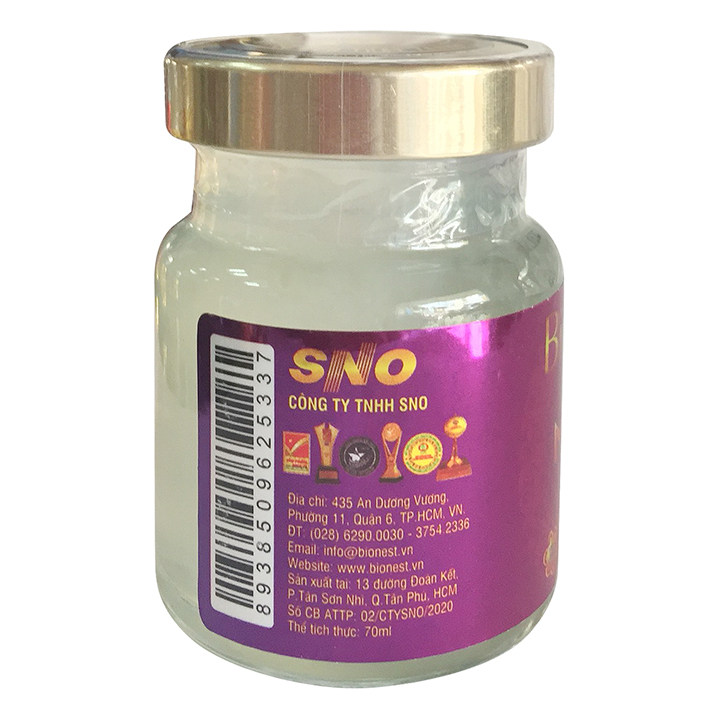 SNO
CÔNG TY TNHH SNO
Địa chỉ: 435 An Dương Vương,
Phường 11, Quận 6, TP.HCM. VN.
ĐT: (028) 6290.0030 - 3754.2336
Email: info@bionest.vn
Website: www.bionest.vn
Sản xuất tại: 13 đường Đoàn Kết,
P.Tân Sơn Nhì, Q.Tân Phú, HCM
Số CB ATTP: 02/CTYSNO/2020
Thể tích thực: 70ml
8938509625337